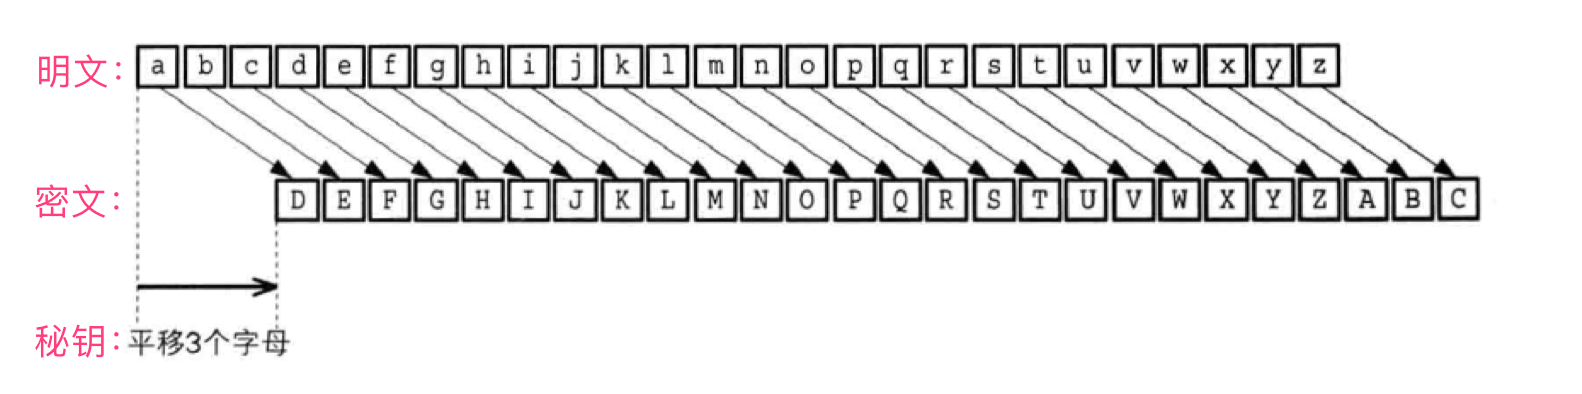 明文： a b c d e f g h i j k l m n o p q r s t u v w x y z
密文： D E F G H I J K L M N O P Q R S T U V W X Y Z A B C
秘钥：平移3个字母